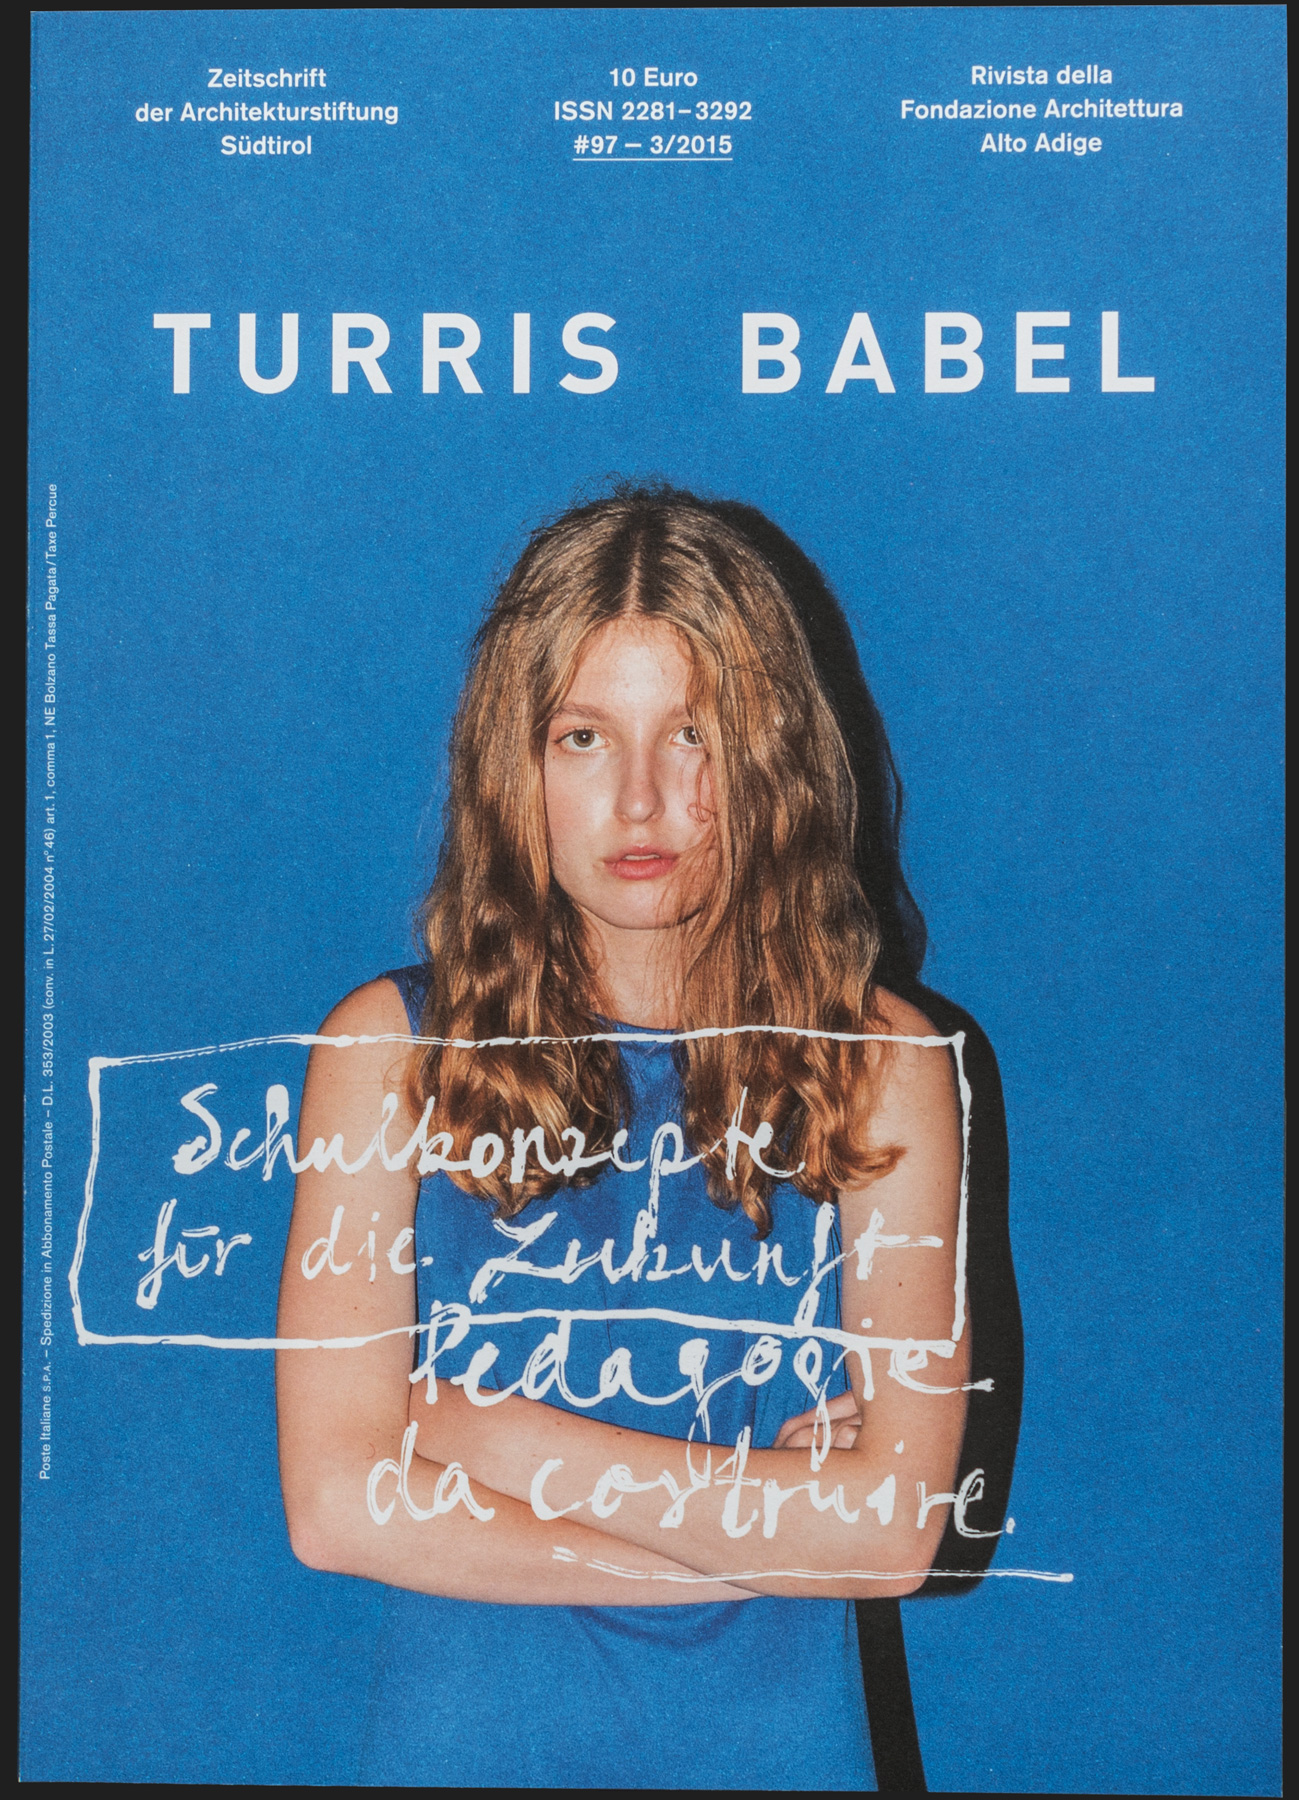 Zeitschrift
der Architekturstiftung
Südtirol
10 Euro
ISSN 2281–3292
#97 – 3/2015
Rivista della
Fondazione Architettura
Alto Adige
TURRIS BABEL
Poste Italiane S.P.A. – Spedizione in Abbonamento Postale – D.L. 353/2003 (conv. in L. 27/02/2004 n° 46) art. 1, comma 1, NE Bolzano Tassa Pagata / Taxe Percue
Schulkonzepte
für die Zukunft
Pedagogie
da costruire.